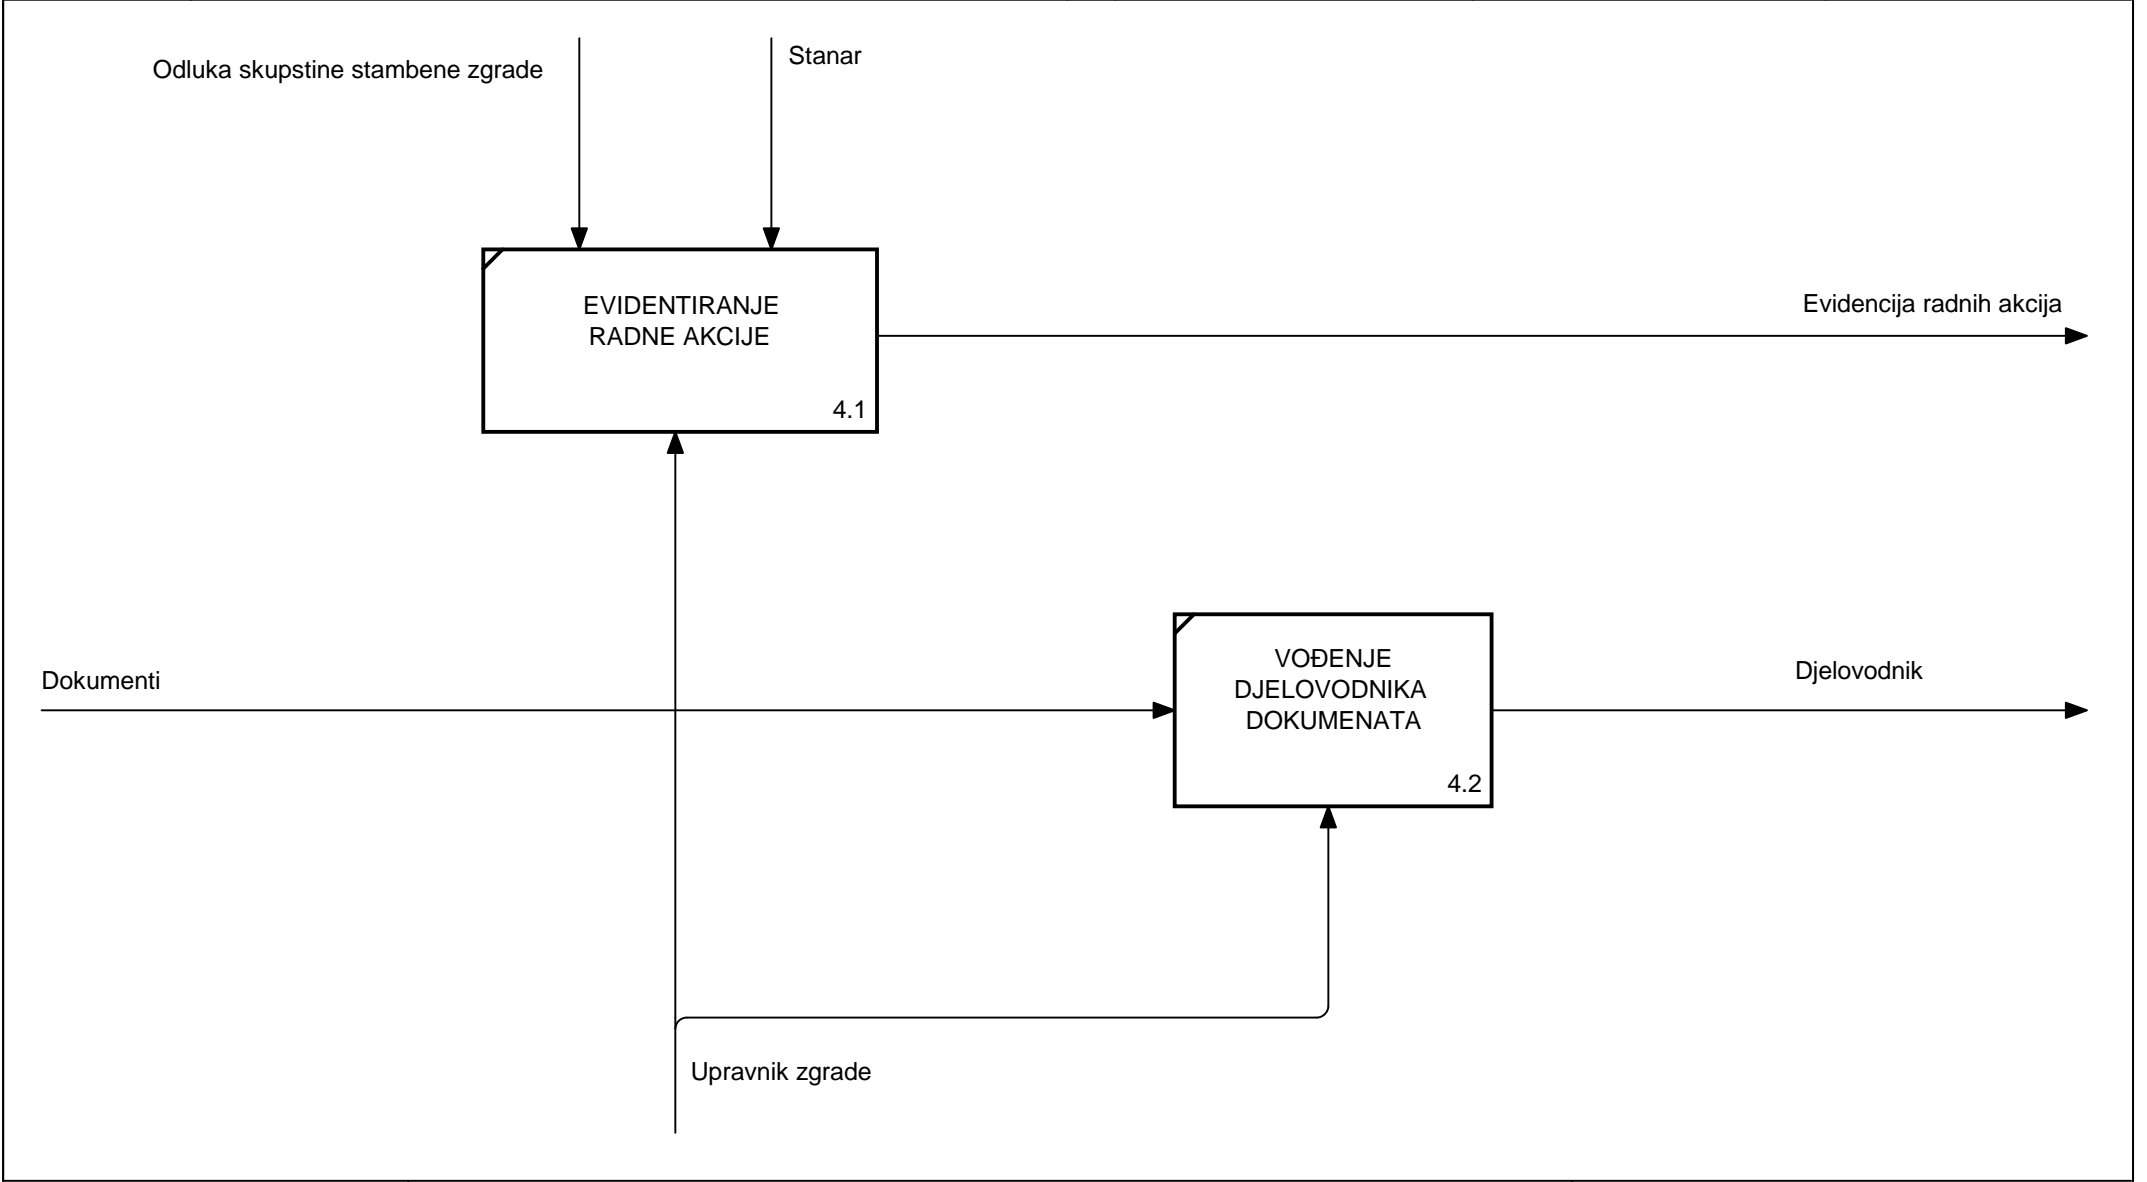 Odluka skupstine stambene zgrade
Stanar
EVIDENTIRANJE
RADNE AKCIJE
4.1
Evidencija radnih akcija
Dokumenti
VOĐENJE
DJELOVODNIKA
DOKUMENATA
4.2
Djelovodnik
Upravnik zgrade